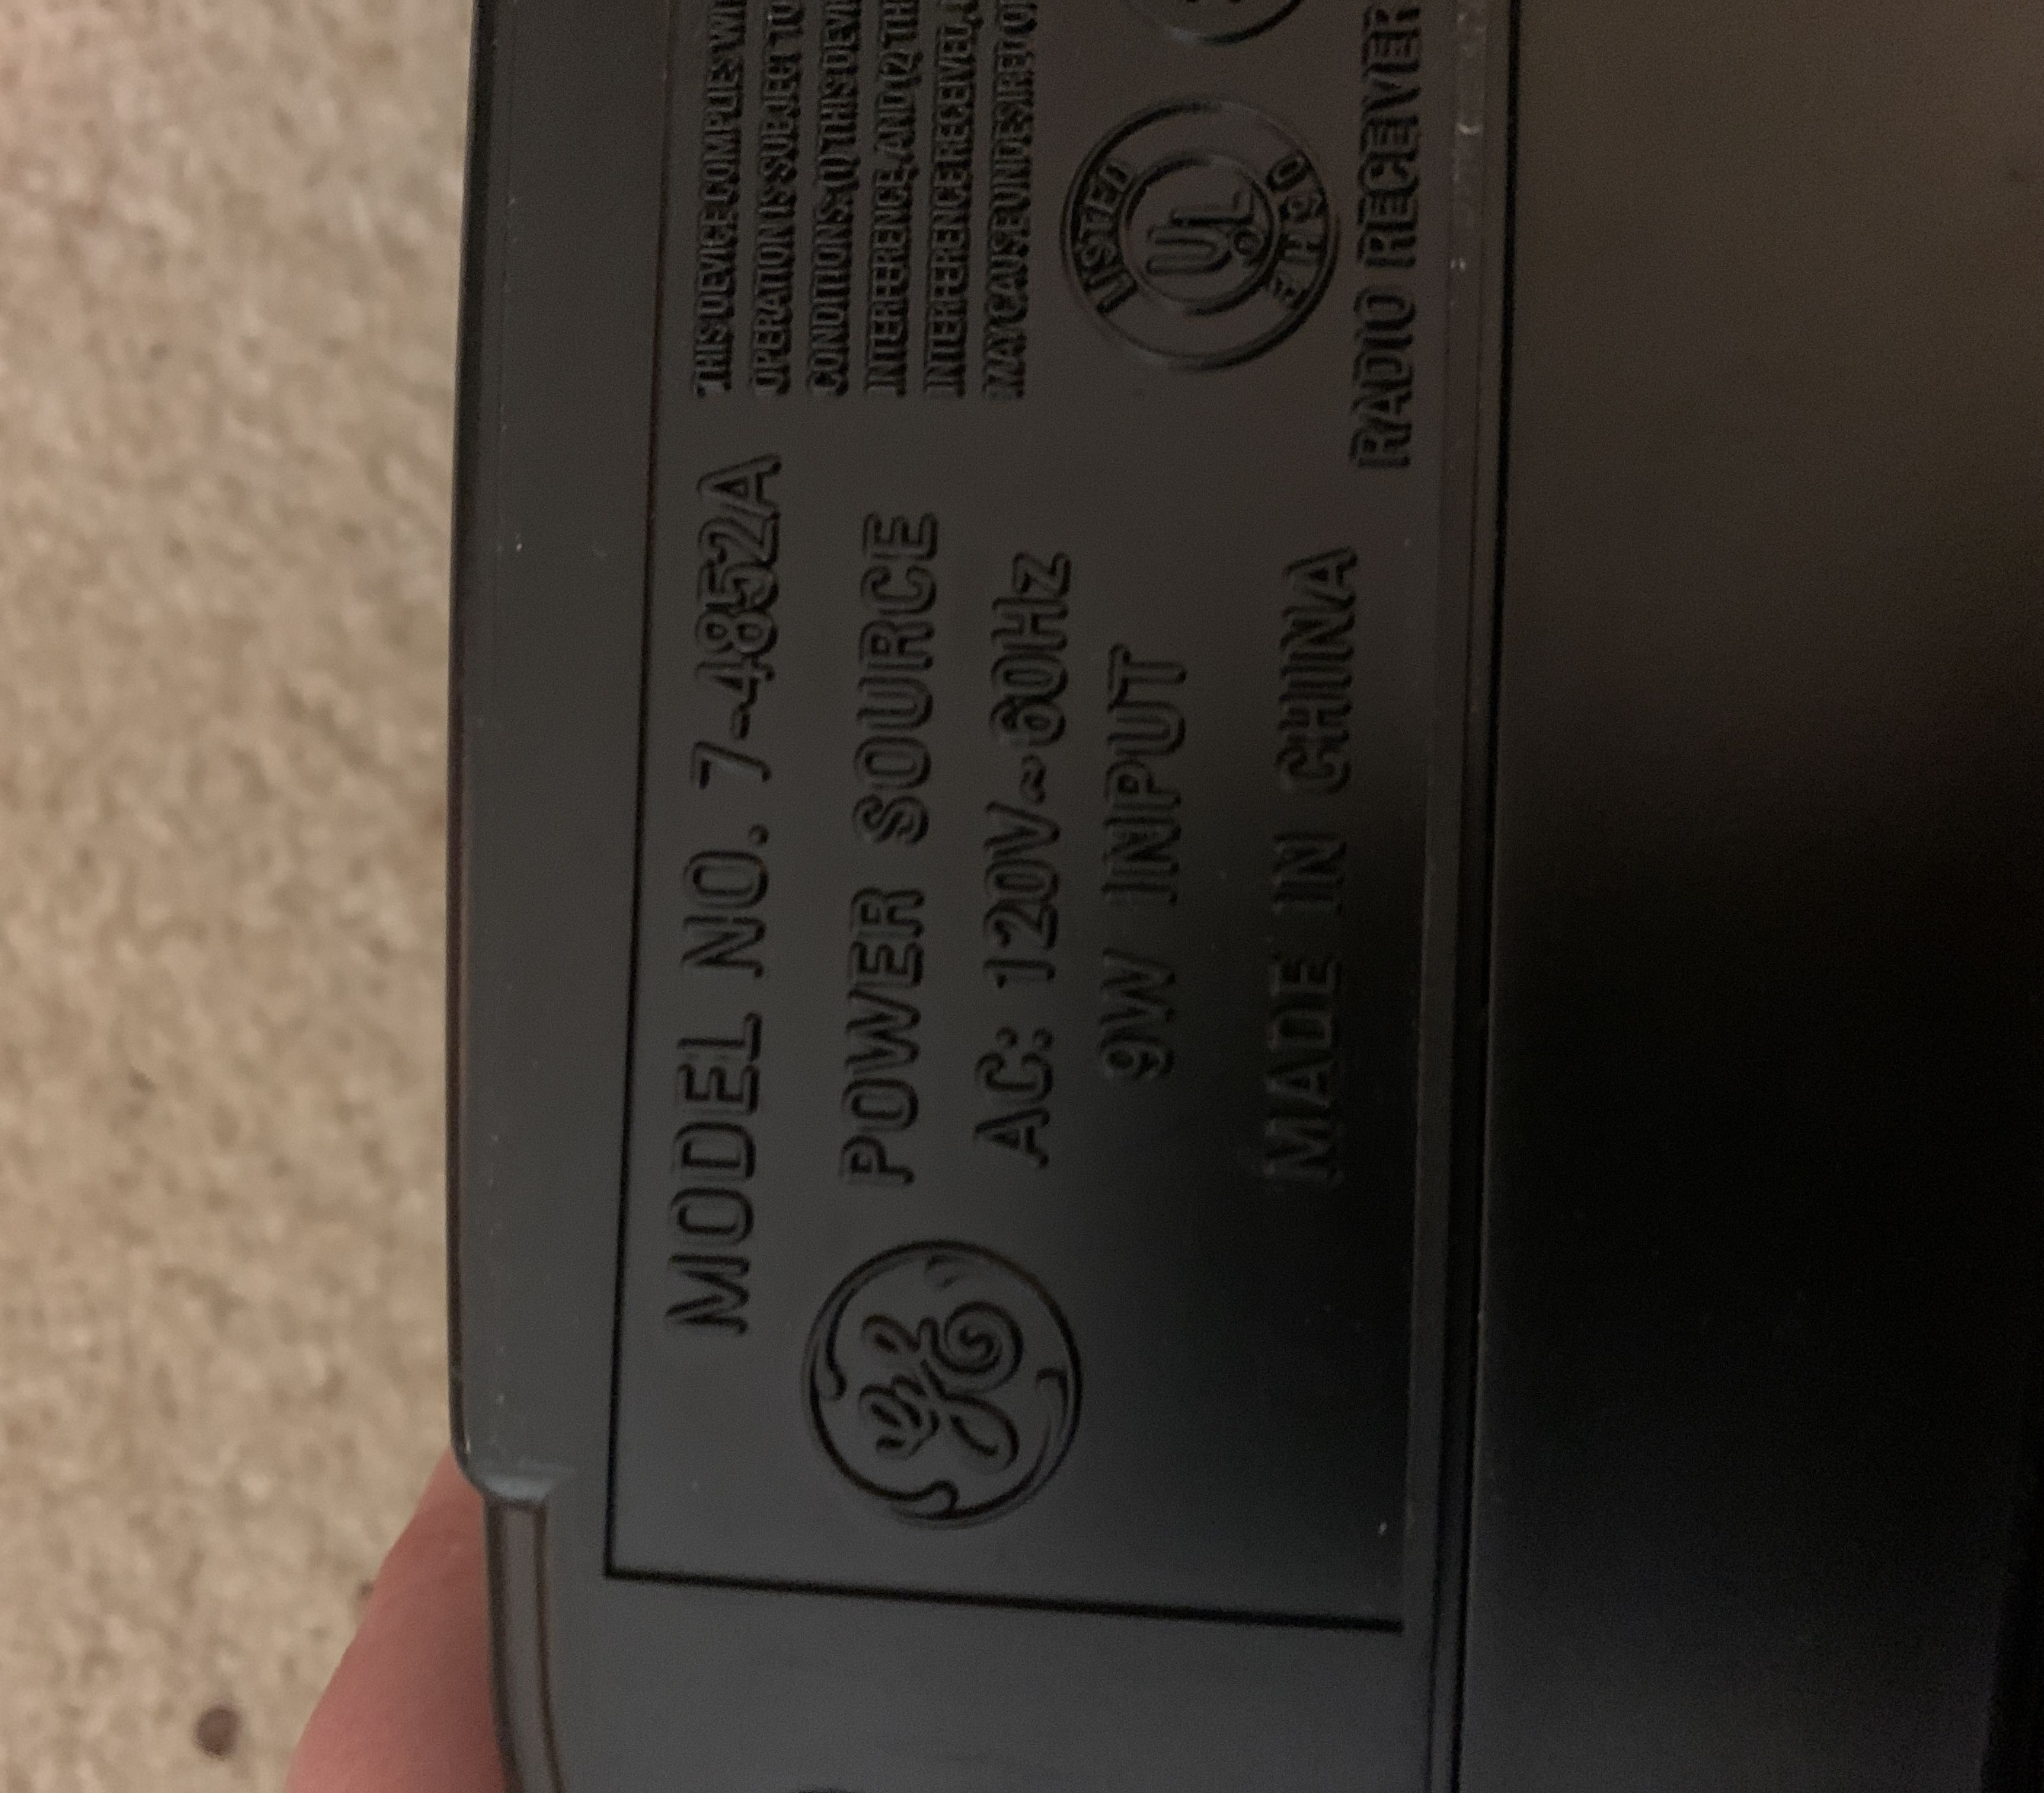 MODEL NO. 7-4852A
POWER SOURCE
AC: 120V~60Hz
9W INPUT
MADE IN CHINA
THIS DEVICE COMPLIES WI
OPERATION IS SUBJECT TO
CONDITIONS: (1) THIS DEVI
INTERFERENCE, AND (2) TH
INTERFERENCE RECEIVED,
MAY CAUSE UNDESIRED O
LISTED
UL
RADIO RECEIVER
GE